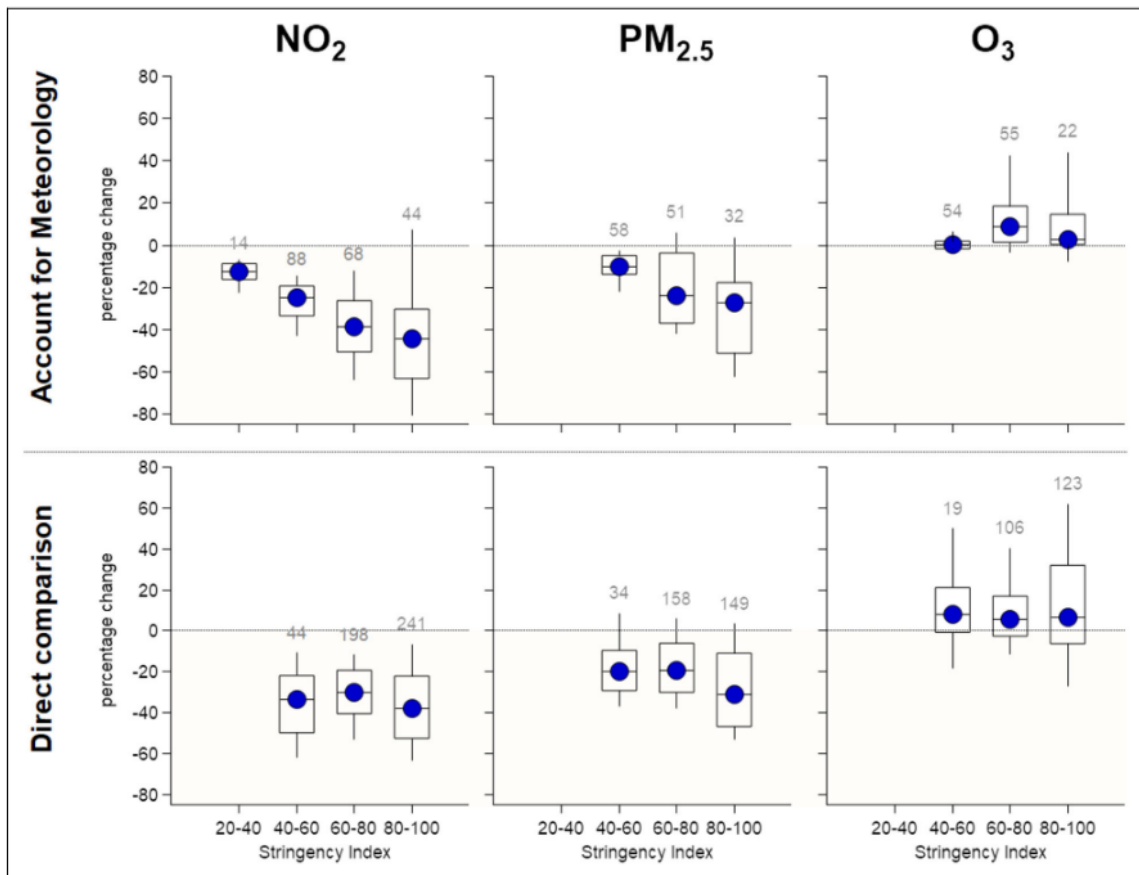 NO2 PM2.5 O3
Account for Meteorology
percentage change
80
60
40
20
0
-20
-40
-60
-80
14 88 68 44
58 51 32
54 55 22
Direct comparison
percentage change
80
60
40
20
0
-20
-40
-60
-80
44 198 241
34 158 149
19 106 123
20-40 40-60 60-80 80-100 20-40 40-60 60-80 80-100 20-40 40-60 60-80 80-100
Stringency Index Stringency Index Stringency Index